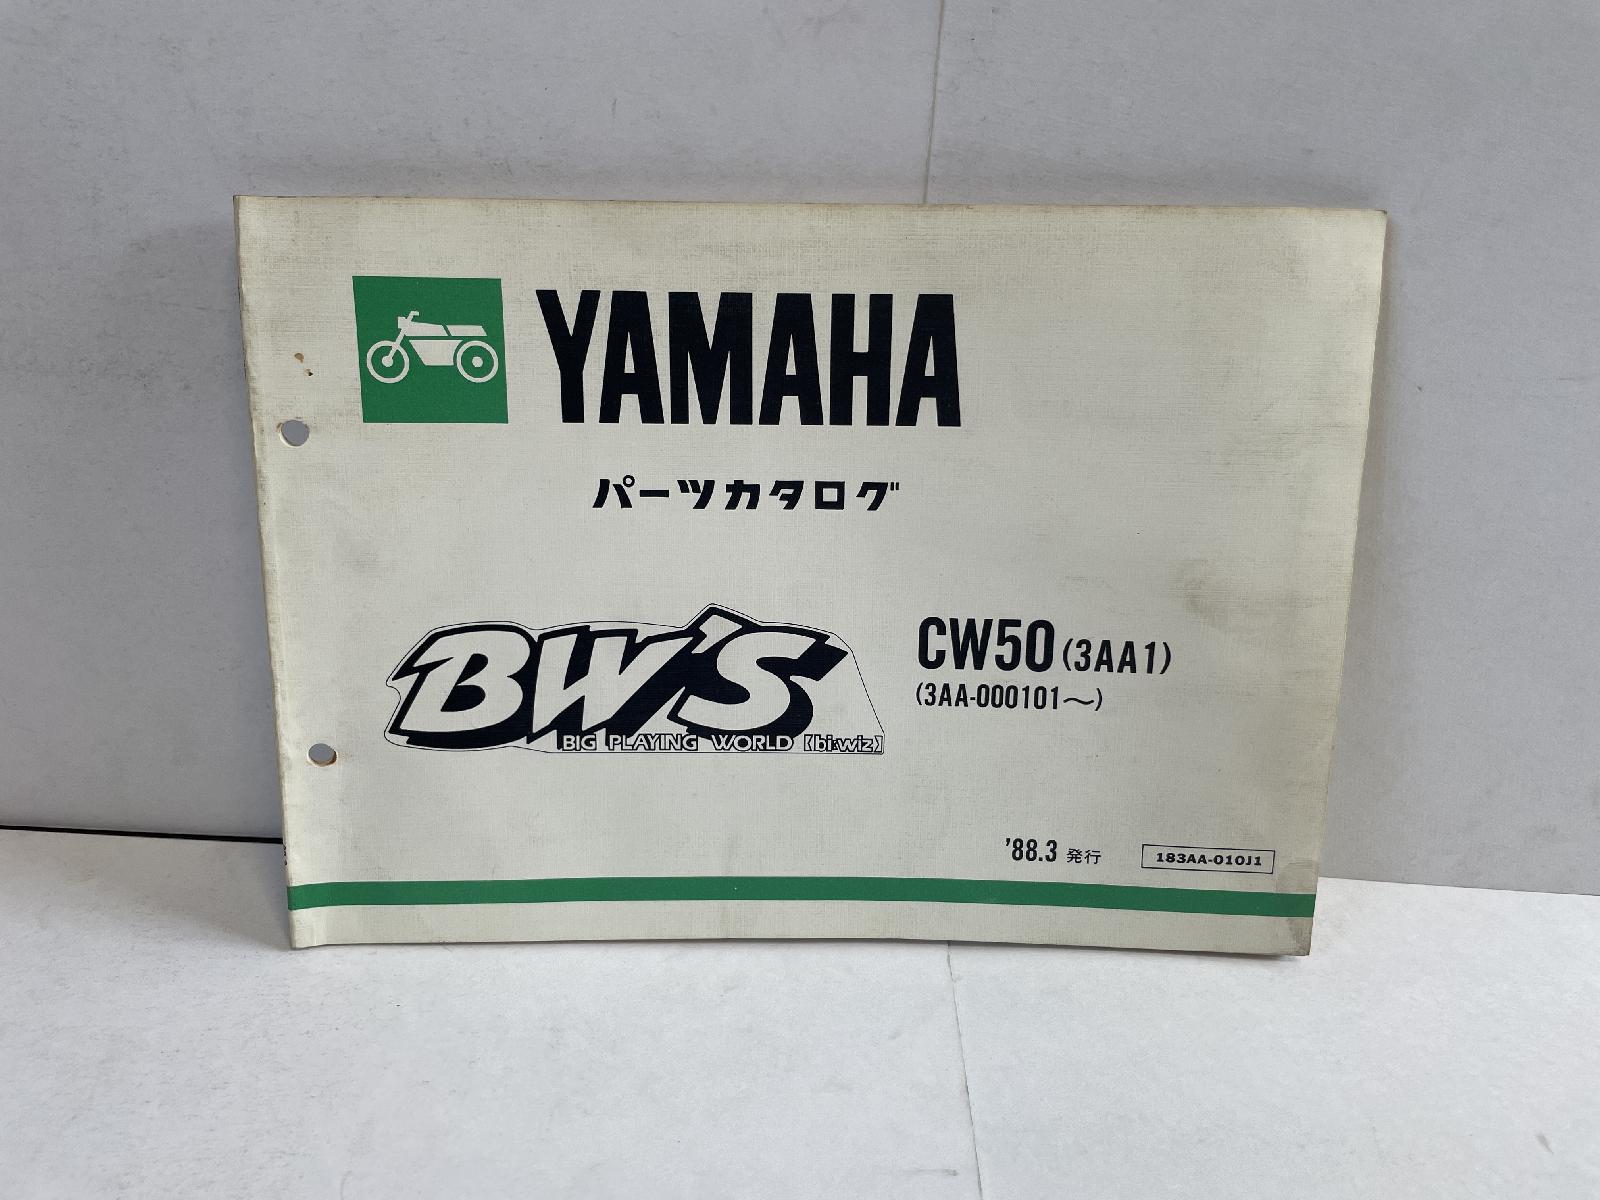 YAMAHA
パーツカタログ
BW'S
BIG PLAYING WORLD【bi:wiz】
CW50(3AA1)
(3AA-000101〜)
'88.3 発行
183AA-010J1